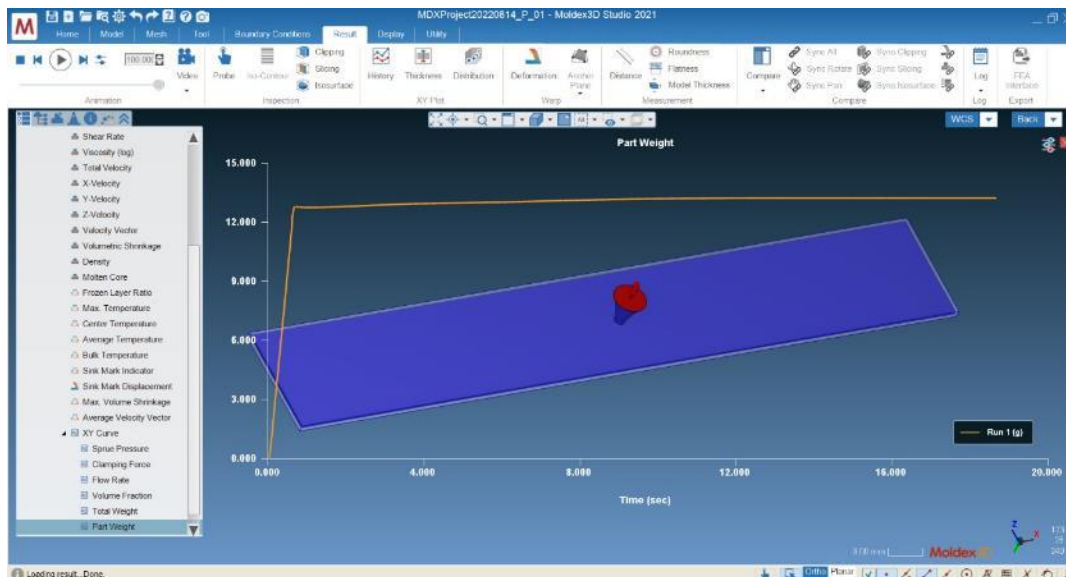 MDXProject20220614_P_01 - Moldex3D Studio 2021
M
Home Model Mesh Tool Boundary Conditions Result Display Utility
100.00
Video
Animation
Probe Iso-Contour
Clipping
Slicing
Isosurface
Inspection
History Thickness Distribution
XY Plot
Deformation Anchor Plane
Warp
Distance
Roundness
Flatness
Model Thickness
Measurement
Compare
Sync All Sync Clipping
Sync Rotate Sync Slicing
Sync Pan Sync Isosurface
Compare
Log
Log
FEA Interface
Export
WCS Back
Shear Rate
Viscosity (log)
Total Velocity
X-Velocity
Y-Velocity
Z-Velocity
Velocity Vector
Volumetric Shrinkage
Density
Molten Core
Frozen Layer Ratio
Max. Temperature
Center Temperature
Average Temperature
Bulk Temperature
Sink Mark Indicator
Sink Mark Displacement
Max. Volume Shrinkage
Average Velocity Vector
XY Curve
Sprue Pressure
Clamping Force
Flow Rate
Volume Fraction
Total Weight
Part Weight
Part Weight
15.000
12.000
9.000
6.000
3.000
0.000
0.000 4.000 8.000 12.000 16.000 20.000
Time (sec)
Run 1 (g)
Z
X
Moldex3D
Loading result...Done.
Ortho Planar